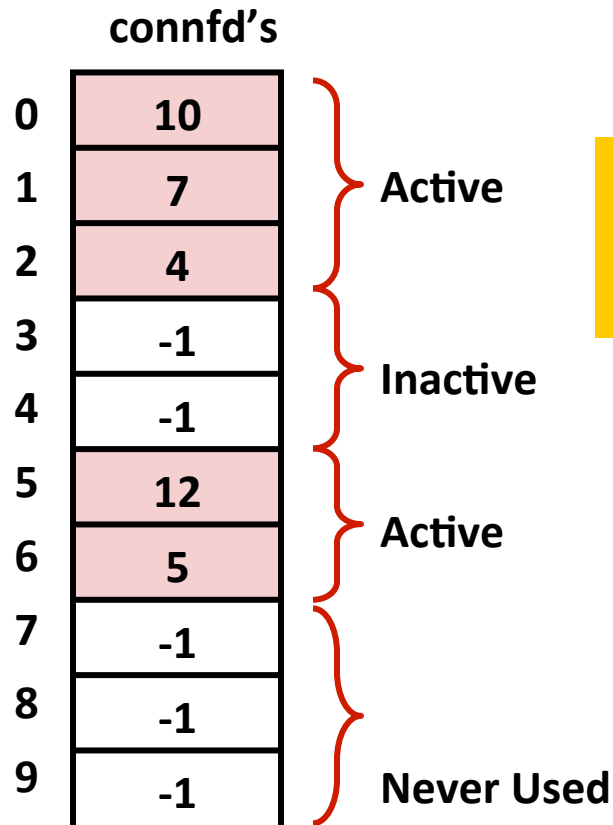 connfd's
0 10
1 7 Active
2 4
3 -1
4 -1 Inactive
5 12
6 5 Active
7 -1
8 -1
9 -1 Never Used